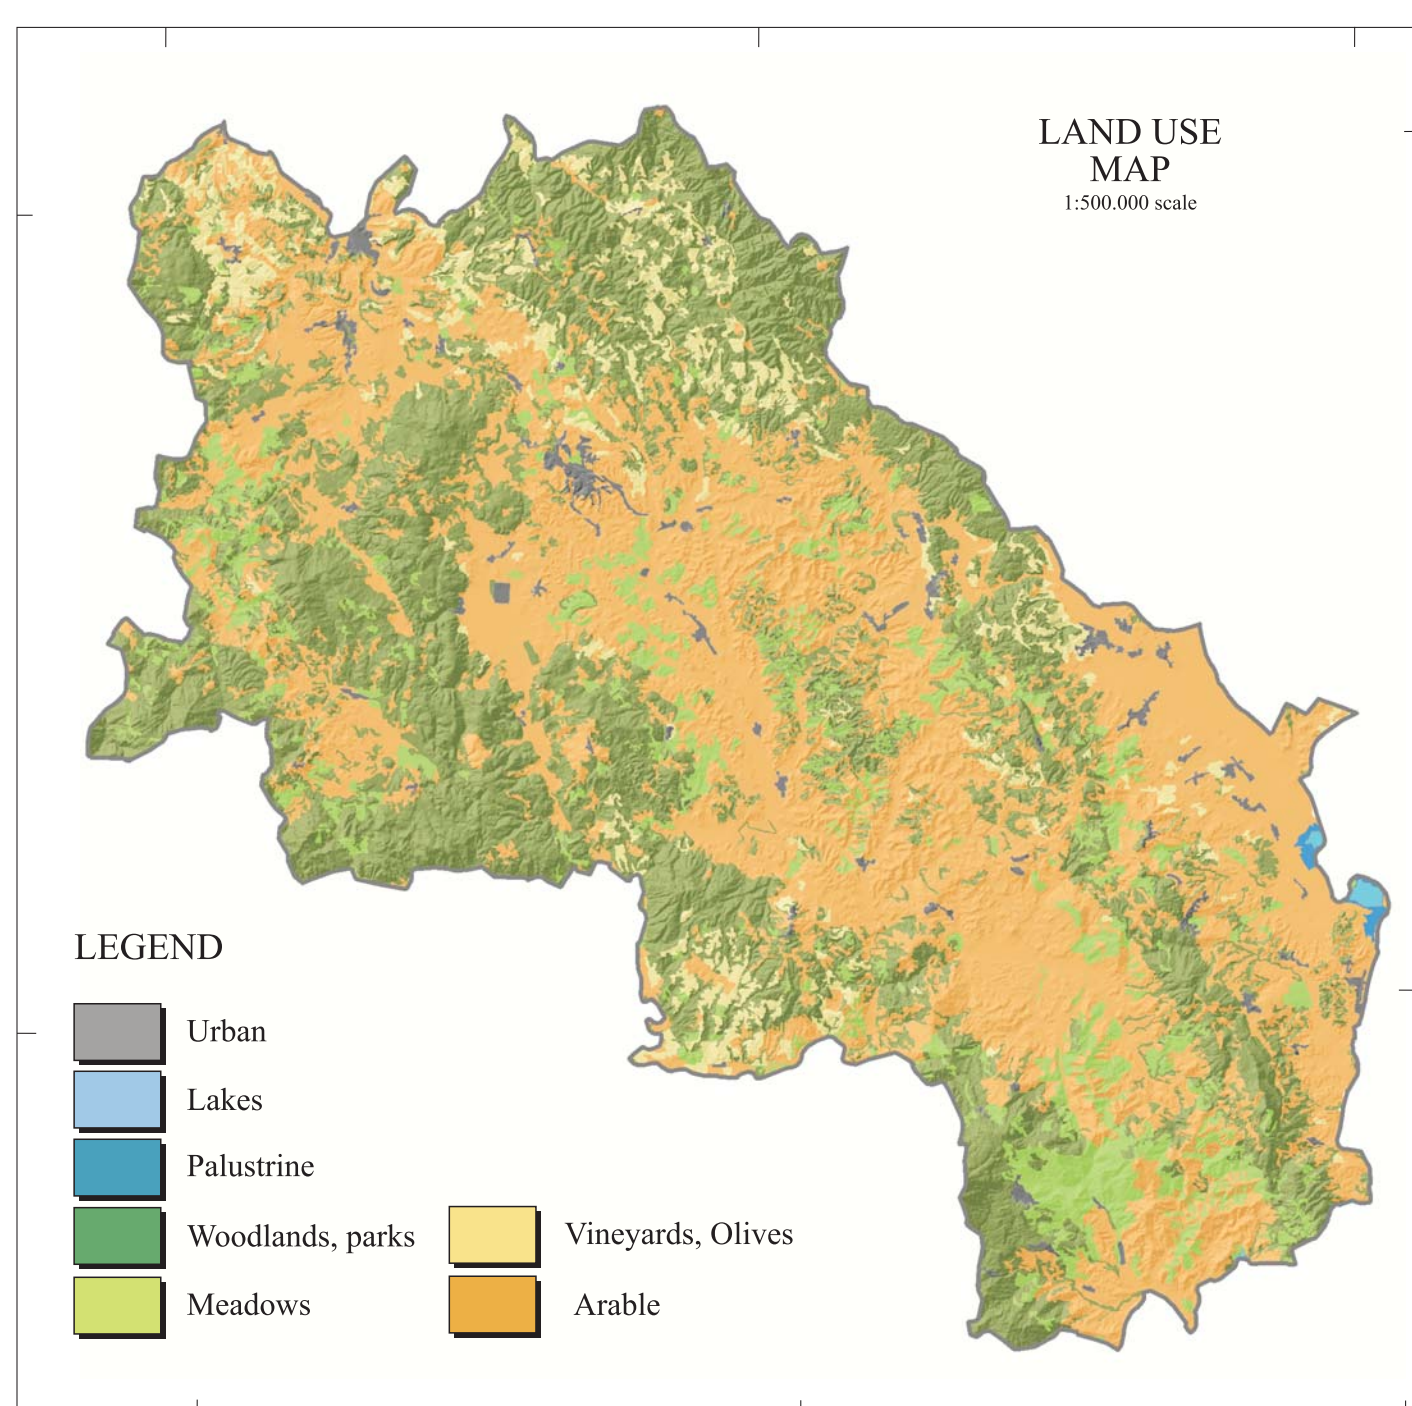 LAND USE
MAP
1:500.000 scale
LEGEND
Urban
Lakes
Palustrine
Woodlands, parks
Meadows
Vineyards, Olives
Arable